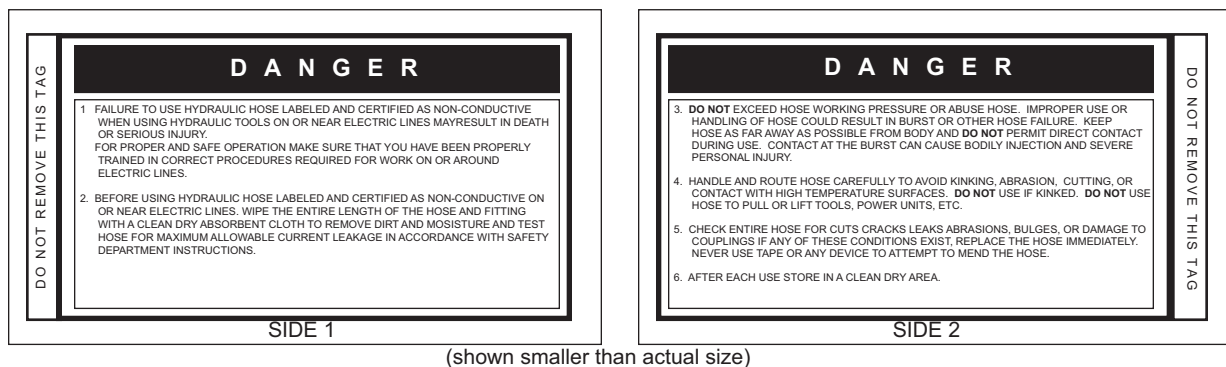 DO NOT REMOVE THIS TAG
DANGER
1 FAILURE TO USE HYDRAULIC HOSE LABELED AND CERTIFIED AS NON-CONDUCTIVE
WHEN USING HYDRAULIC TOOLS ON OR NEAR ELECTRIC LINES MAYRESULT IN DEATH
OR SERIOUS INJURY.
FOR PROPER AND SAFE OPERATION MAKE SURE THAT YOU HAVE BEEN PROPERLY
TRAINED IN CORRECT PROCEDURES REQUIRED FOR WORK ON OR AROUND
ELECTRIC LINES.
2. BEFORE USING HYDRAULIC HOSE LABELED AND CERTIFIED AS NON-CONDUCTIVE ON
OR NEAR ELECTRIC LINES. WIPE THE ENTIRE LENGTH OF THE HOSE AND FITTING
WITH A CLEAN DRY ABSORBENT CLOTH TO REMOVE DIRT AND MOSISTURE AND TEST
HOSE FOR MAXIMUM ALLOWABLE CURRENT LEAKAGE IN ACCORDANCE WITH SAFETY
DEPARTMENT INSTRUCTIONS.
SIDE 1
DANGER
3. DO NOT EXCEED HOSE WORKING PRESSURE OR ABUSE HOSE. IMPROPER USE OR
HANDLING OF HOSE COULD RESULT IN BURST OR OTHER HOSE FAILURE. KEEP
HOSE AS FAR AWAY AS POSSIBLE FROM BODY AND DO NOT PERMIT DIRECT CONTACT
DURING USE. CONTACT AT THE BURST CAN CAUSE BODILY INJECTION AND SEVERE
PERSONAL INJURY.
4. HANDLE AND ROUTE HOSE CAREFULLY TO AVOID KINKING, ABRASION, CUTTING, OR
CONTACT WITH HIGH TEMPERATURE SURFACES. DO NOT USE IF KINKED. DO NOT USE
HOSE TO PULL OR LIFT TOOLS, POWER UNITS, ETC.
5. CHECK ENTIRE HOSE FOR CUTS CRACKS LEAKS ABRASIONS, BULGES, OR DAMAGE TO
COUPLINGS IF ANY OF THESE CONDITIONS EXIST, REPLACE THE HOSE IMMEDIATELY.
NEVER USE TAPE OR ANY DEVICE TO ATTEMPT TO MEND THE HOSE.
6. AFTER EACH USE STORE IN A CLEAN DRY AREA.
DO NOT REMOVE THIS TAG
SIDE 2
(shown smaller than actual size)